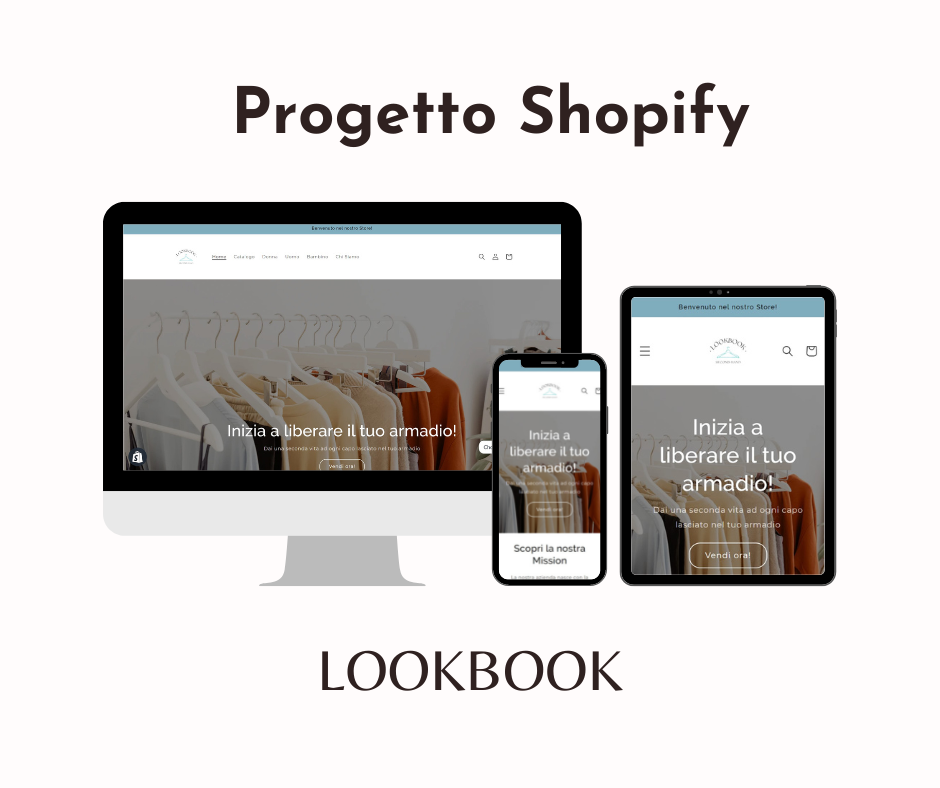 Progetto Shopify
Benvenuto nel nostro Store!
LOOKBOOK
Home Catalogo Donna Uomo Bambino Chi Siamo
Inizia a liberare il tuo armadio!
Dai una seconda vita ad ogni capo lasciato nel tuo armadio
Vendi ora!
LOOKBOOK
Inizia a
liberare il tuo
armadio!
Dai una seconda vita ad ogni capo
lasciato nel tuo armadio
Vendi ora!
Scopri la nostra
Mission
Benvenuto nel nostro Store!
LOOKBOOK
Inizia a
liberare il tuo
armadio!
Dai una seconda vita ad ogni capo
lasciato nel tuo armadio
Vendi ora!
LOOKBOOK